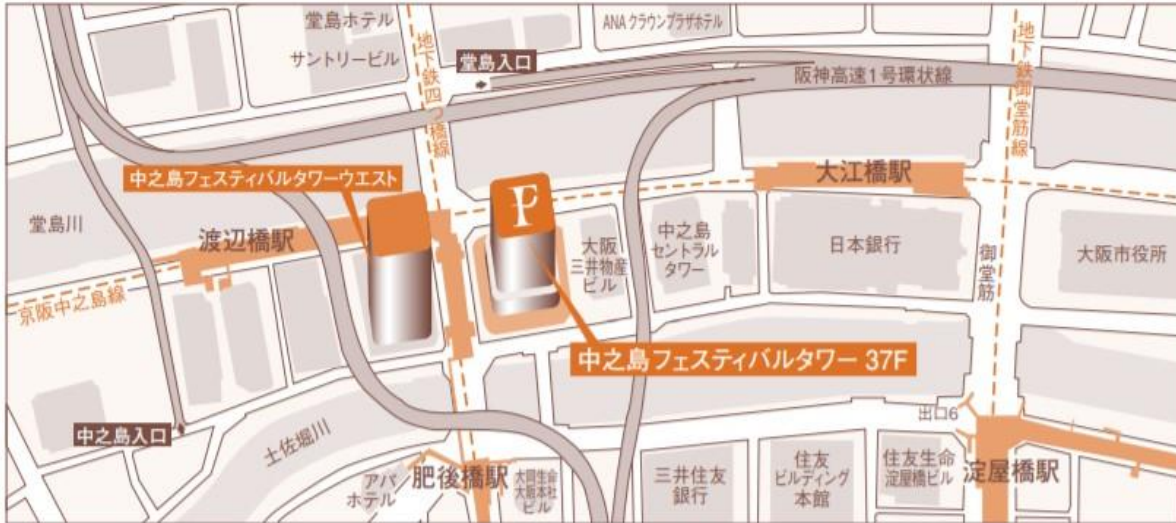 堂島ホテル
サントリービル
地下鉄四つ橋線
堂島入口
ANA クラウンプラザホテル
阪神高速1号環状線
地下鉄御堂筋線
中之島フェスティバルタワーウエスト
P
大江橋駅
堂島川
渡辺橋駅
大阪
三井物産
ビル
中之島
セントラル
タワー
日本銀行
御堂筋
大阪市役所
京阪中之島線
中之島フェスティバルタワー 37F
中之島入口
土佐堀川
出口6
アパ
ホテル
肥後橋駅
大同生命
大阪本社
ビル
三井住友
銀行
住友
ビルディング
本館
住友生命
淀屋橋ビル
淀屋橋駅